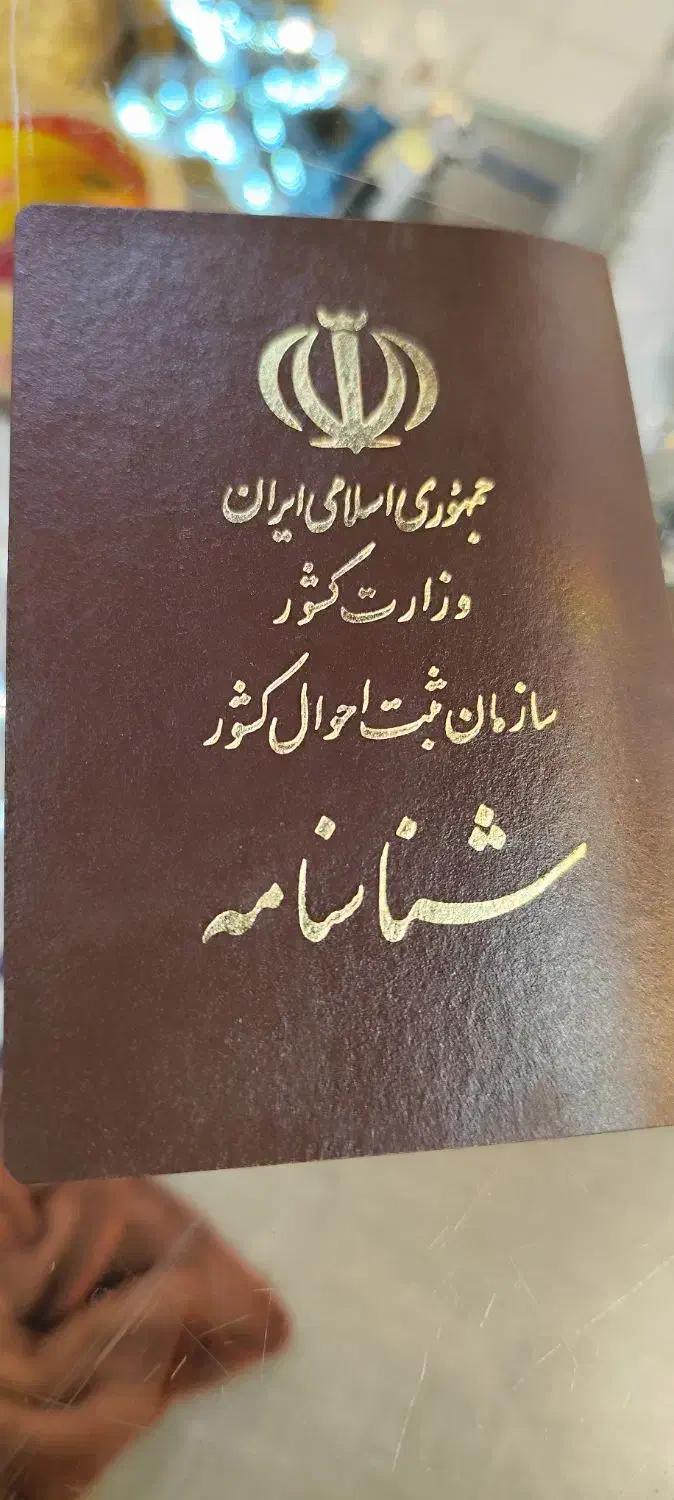 جمهوری اسلامی ایران
وزارت کشور
سازمان ثبت احوال کشور
شناسنامه